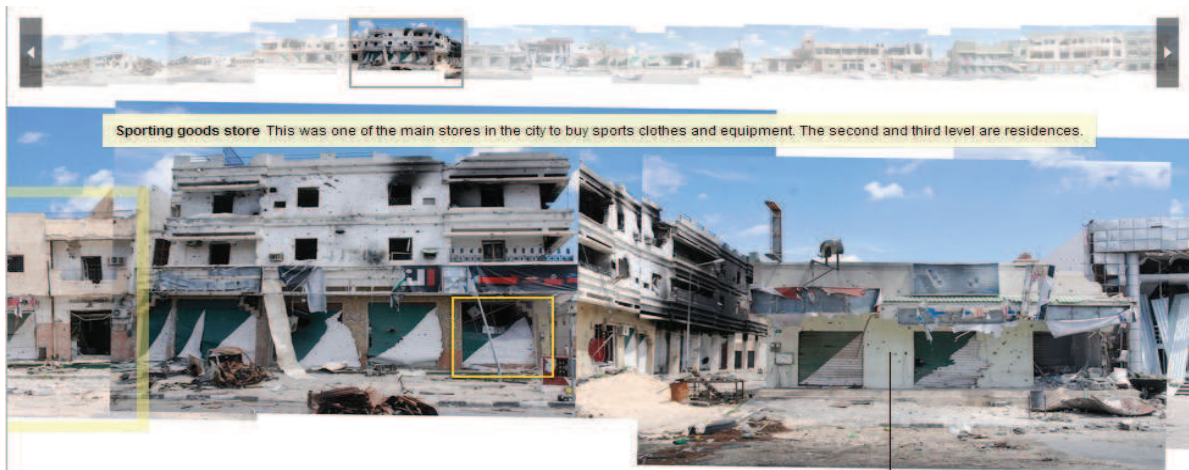 Sporting goods store This was one of the main stores in the city to buy sports clothes and equipment. The second and third level are residences.